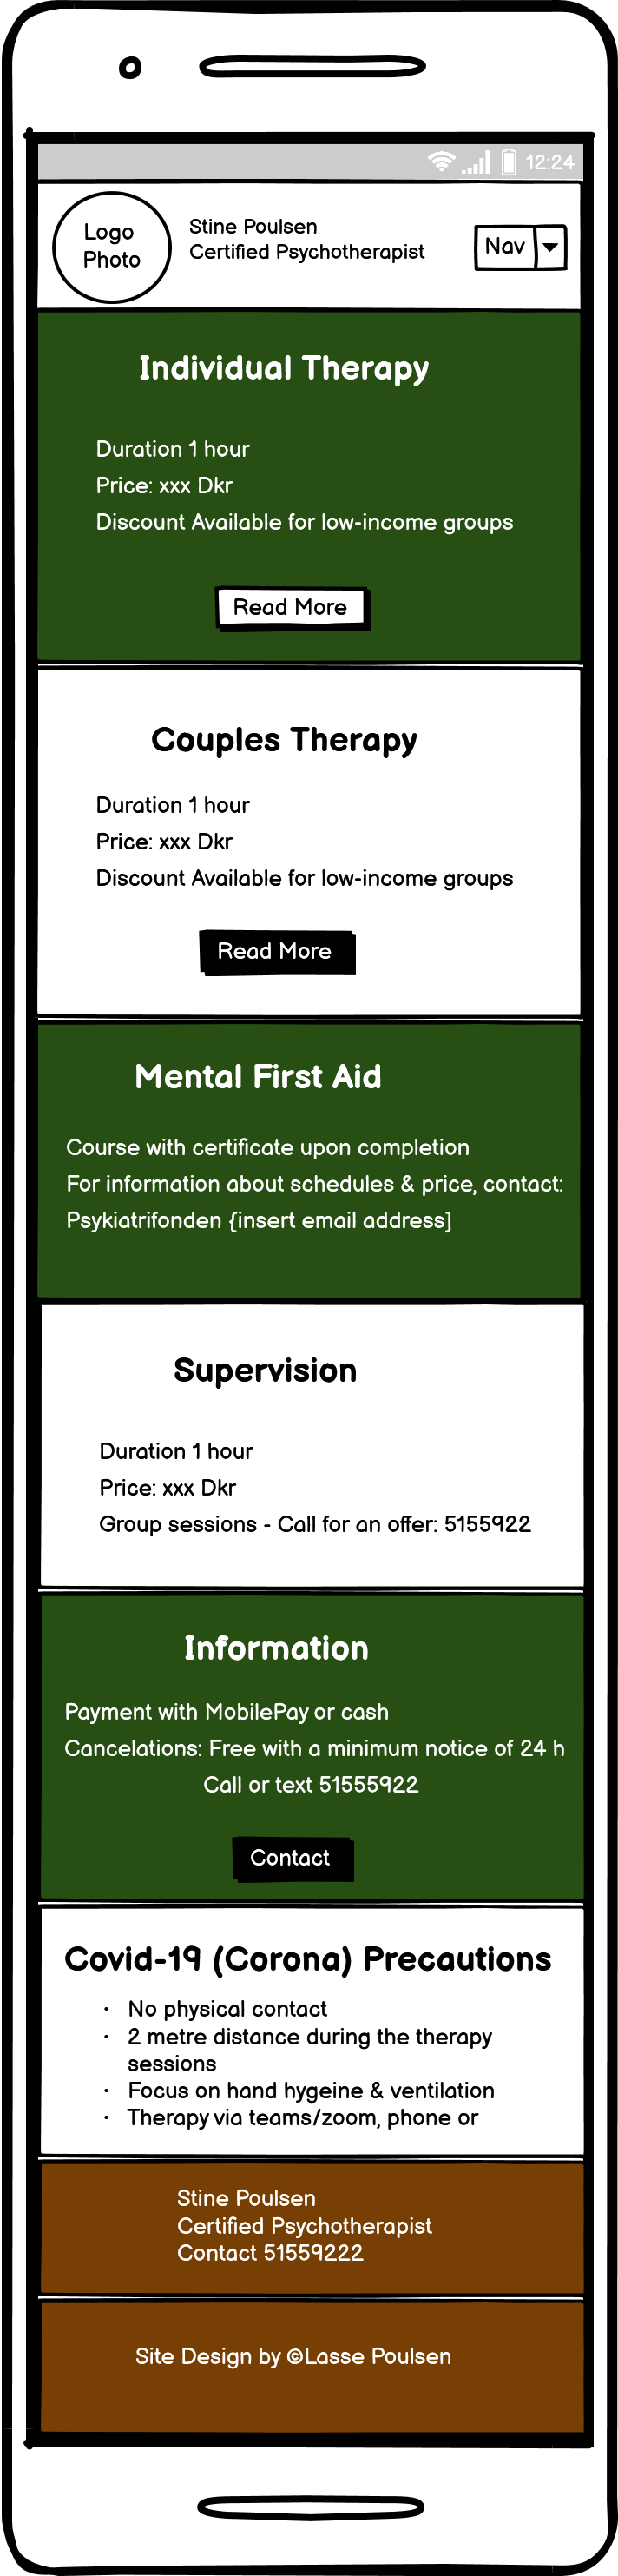 12:24
Logo
Photo
Stine Poulsen
Certified Psychotherapist
Nav
Individual Therapy
Duration 1 hour
Price: xxx Dkr
Discount Available for low-income groups
Read More
Couples Therapy
Duration 1 hour
Price: xxx Dkr
Discount Available for low-income groups
Read More
Mental First Aid
Course with certificate upon completion
For information about schedules & price, contact:
Psykiatrifonden {insert email address]
Supervision
Duration 1 hour
Price: xxx Dkr
Group sessions - Call for an offer: 5155922
Information
Payment with MobilePay or cash
Cancelations: Free with a minimum notice of 24 h
Call or text 51555922
Contact
Covid-19 (Corona) Precautions
· No physical contact
· 2 metre distance during the therapy
sessions
· Focus on hand hygeine & ventilation
· Therapy via teams/zoom, phone or
Stine Poulsen
Certified Psychotherapist
Contact 51559222
Site Design by ©Lasse Poulsen